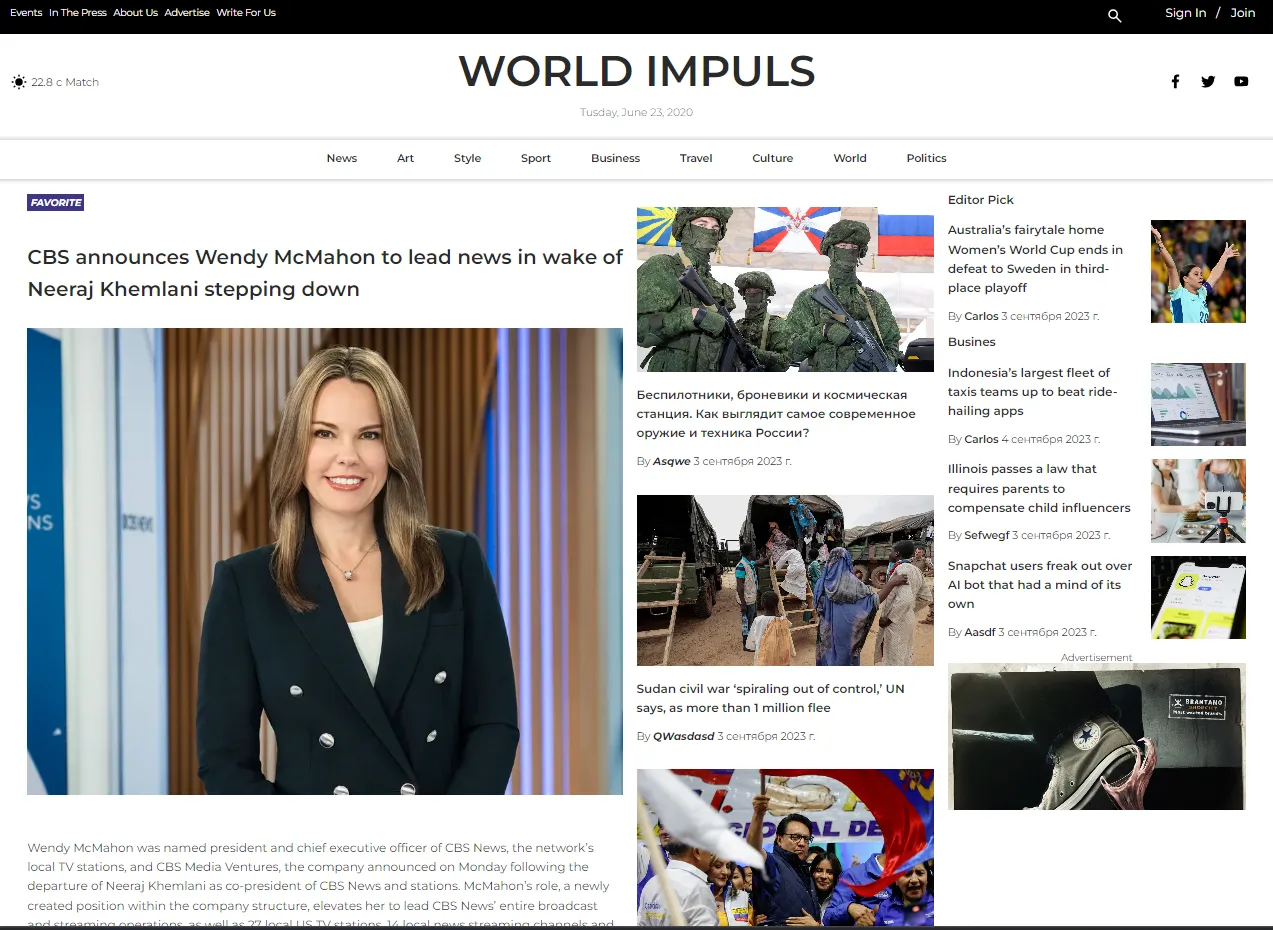 Events In The Press About Us Advertise Write For Us
Sign In / Join
22.8 c Match
WORLD IMPULS
Tusday, June 23, 2020
News Art Style Sport Business Travel Culture World Politics
FAVORITE
CBS announces Wendy McMahon to lead news in wake of
Neeraj Khemlani stepping down
Wendy McMahon was named president and chief executive officer of CBS News, the network's
local TV stations, and CBS Media Ventures, the company announced on Monday following the
departure of Neeraj Khemlani as co-president of CBS News and stations. McMahon's role, a newly
created position within the company structure, elevates her to lead CBS News' entire broadcast
and streaming operations, as well as 27 local US TV stations, 14 local news streaming channels and
Беспилотники, броневики и космическая
станция. Как выглядит самое современное
оружие и техника России?
By Asqwe 3 сентября 2023 г.
Sudan civil war ‘spiraling out of control,’ UN
says, as more than 1 million flee
By QWasdasd 3 сентября 2023 г.
Editor Pick
Australia's fairytale home
Women's World Cup ends in
defeat to Sweden in third-
place playoff
By Carlos 3 сентября 2023 г.
Busines
Indonesia's largest fleet of
taxis teams up to beat ride-
hailing apps
By Carlos 4 сентября 2023 г.
Illinois passes a law that
requires parents to
compensate child influencers
By Sefwegf 3 сентября 2023 г.
Snapchat users freak out over
AI bot that had a mind of its
own
By Aasdf 3 сентября 2023 г.
Advertisement
BRANTANO
SHOECITY